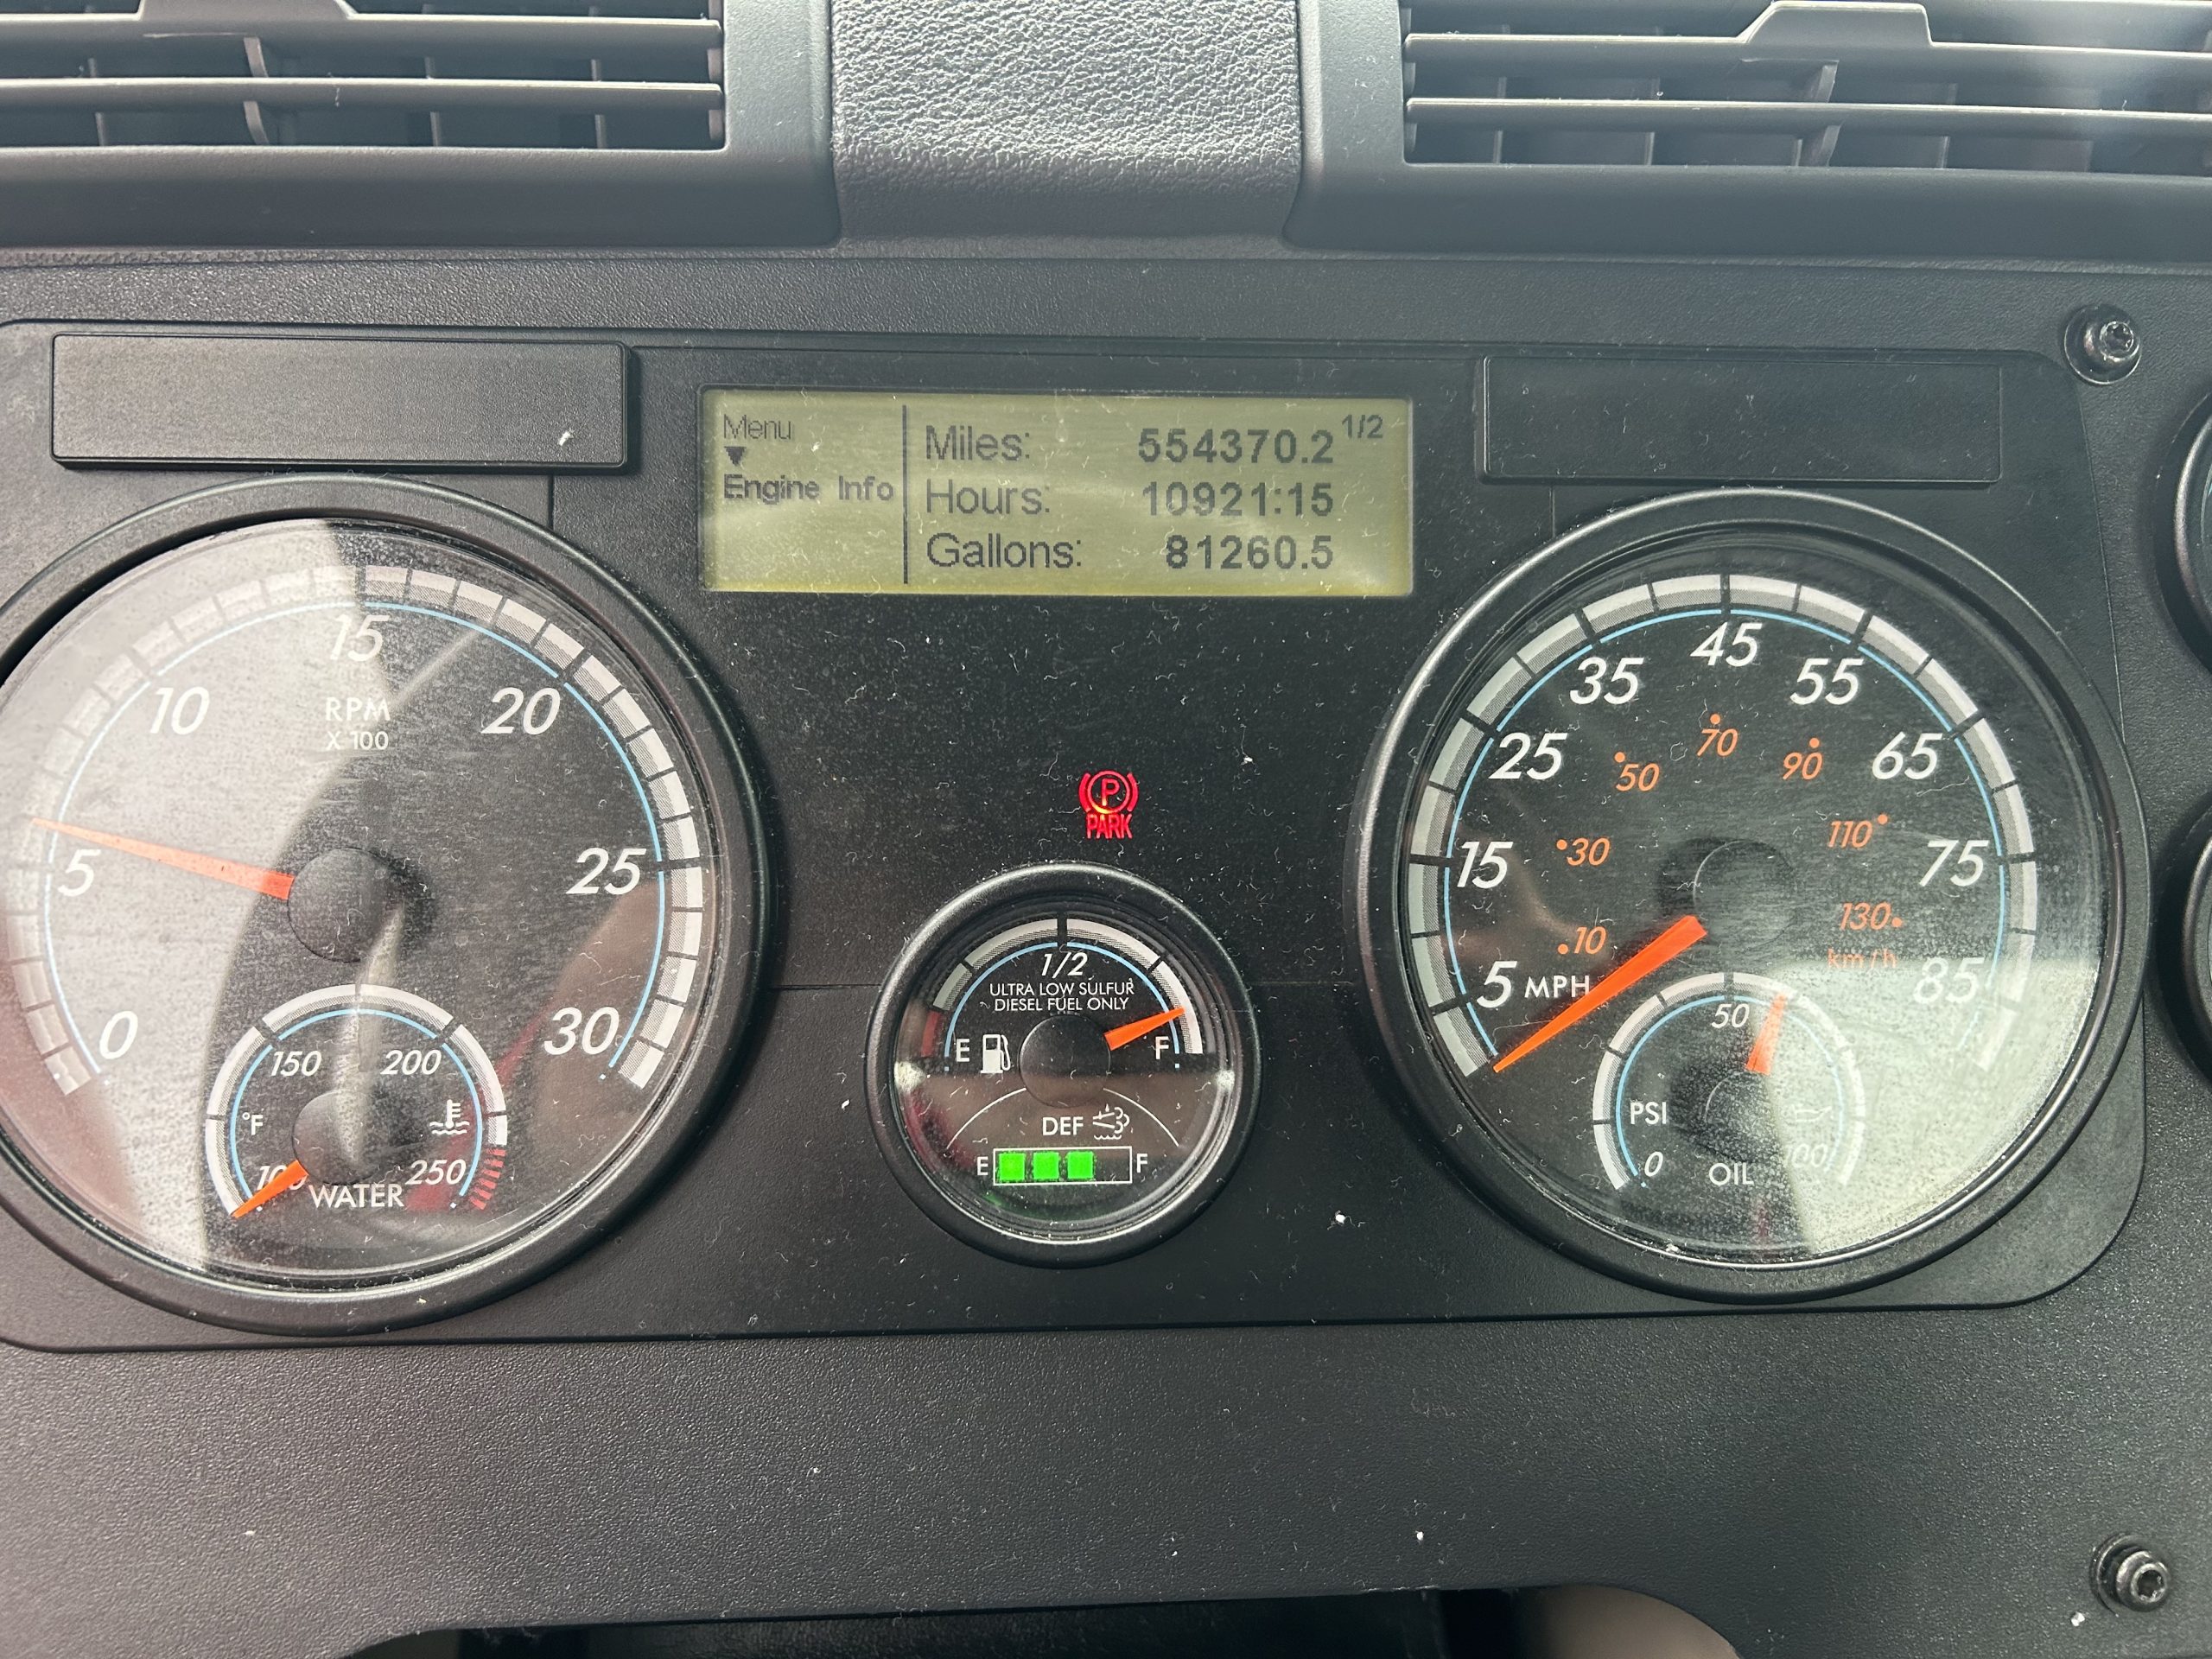 Menu
Engine Info
Miles: 554370.2 1/2
Hours: 10921:15
Gallons: 81260.5
0
5
10
15
20
25
30
RPM
X 100
°F
100
150
200
250
WATER
PARK
P
1/2
ULTRA LOW SULFUR
DIESEL FUEL ONLY
E
F
DEF
E
F
5 MPH
15
25
35
45
55
65
75
85
10
30
50
70
90
110
130
km/h
PSI
0
50
100
OIL